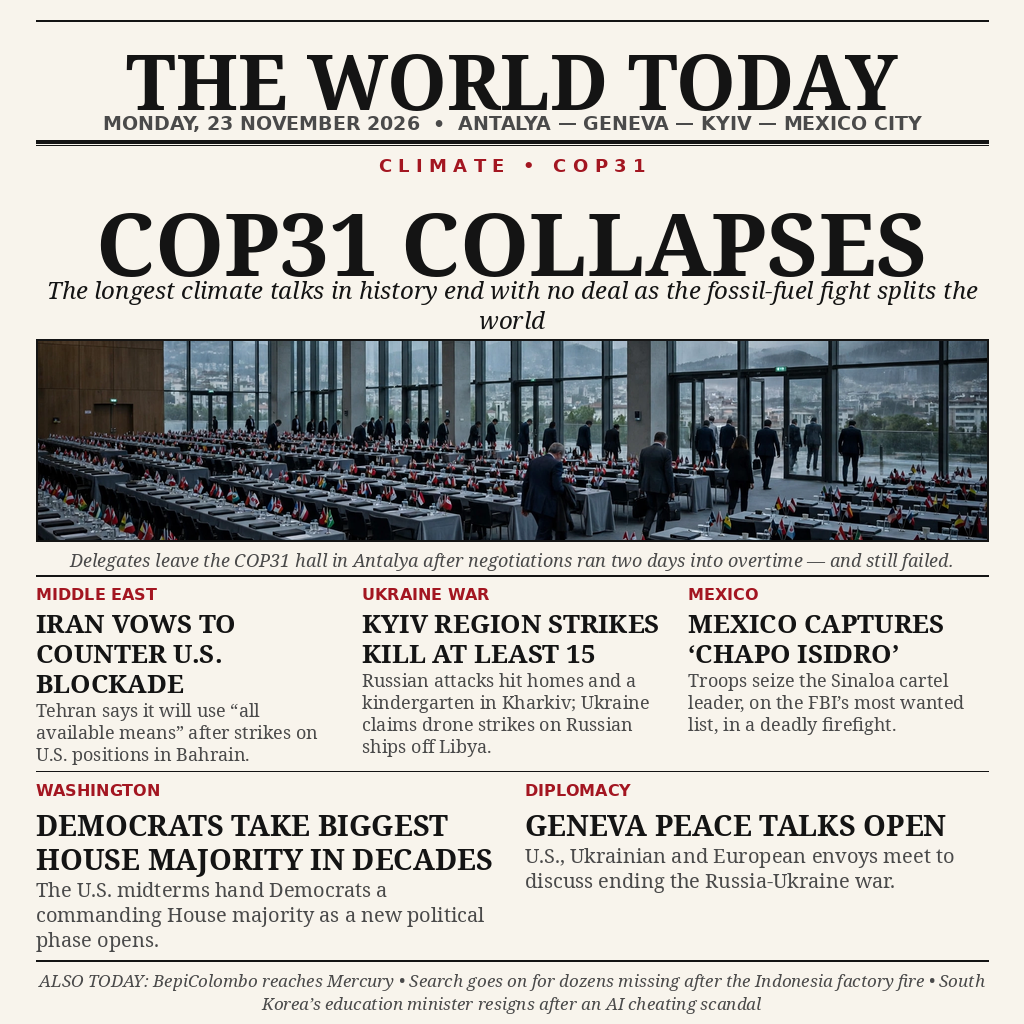 THE WORLD TODAY
MONDAY, 23 NOVEMBER 2026 • ANTALYA — GENEVA — KYIV — MEXICO CITY
CLIMATE • COP31
COP31 COLLAPSES
The longest climate talks in history end with no deal as the fossil-fuel fight splits the
world
Delegates leave the COP31 hall in Antalya after negotiations ran two days into overtime — and still failed.
MIDDLE EAST
IRAN VOWS TO
COUNTER U.S.
BLOCKADE
Tehran says it will use “all
available means” after strikes on
U.S. positions in Bahrain.
UKRAINE WAR
KYIV REGION STRIKES
KILL AT LEAST 15
Russian attacks hit homes and a
kindergarten in Kharkiv; Ukraine
claims drone strikes on Russian
ships off Libya.
MEXICO
MEXICO CAPTURES
‘CHAPO ISIDRO’
Troops seize the Sinaloa cartel
leader, on the FBI’s most wanted
list, in a deadly firefight.
WASHINGTON
DEMOCRATS TAKE BIGGEST
HOUSE MAJORITY IN DECADES
The U.S. midterms hand Democrats a
commanding House majority as a new political
phase opens.
DIPLOMACY
GENEVA PEACE TALKS OPEN
U.S., Ukrainian and European envoys meet to
discuss ending the Russia-Ukraine war.
ALSO TODAY: BepiColombo reaches Mercury • Search goes on for dozens missing after the Indonesia factory fire • South
Korea’s education minister resigns after an AI cheating scandal